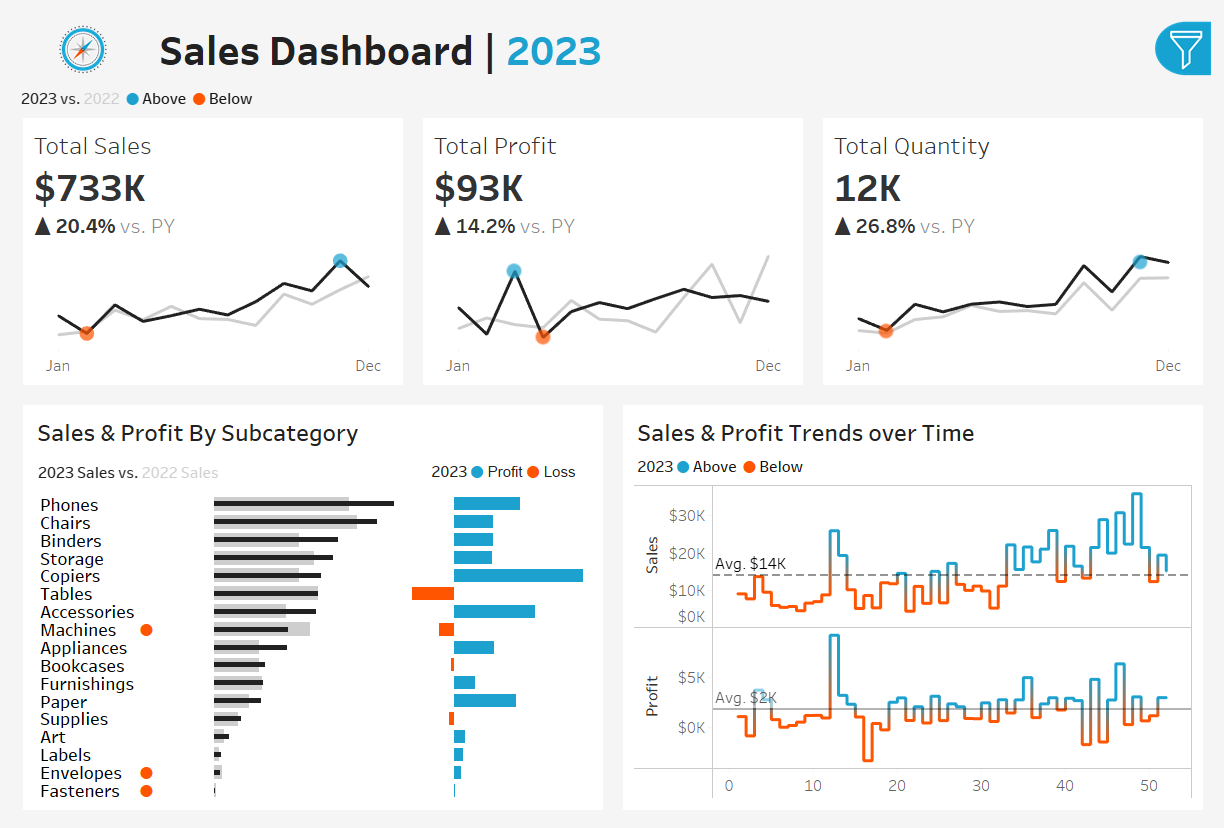 Sales Dashboard | 2023
2023 vs. 2022 Above Below
Total Sales
$733K
▲ 20.4% vs. PY
Jan Dec
Total Profit
$93K
▲ 14.2% vs. PY
Jan Dec
Total Quantity
12K
▲ 26.8% vs. PY
Jan Dec
Sales & Profit By Subcategory
2023 Sales vs. 2022 Sales
2023 Profit Loss
Phones
Chairs
Binders
Storage
Copiers
Tables
Accessories
Machines
Appliances
Bookcases
Furnishings
Paper
Supplies
Art
Labels
Envelopes
Fasteners
Sales & Profit Trends over Time
2023 Above Below
Sales
$30K
$20K
$10K
$0K
Avg. $14K
Profit
$5K
$0K
Avg. $2K
0 10 20 30 40 50